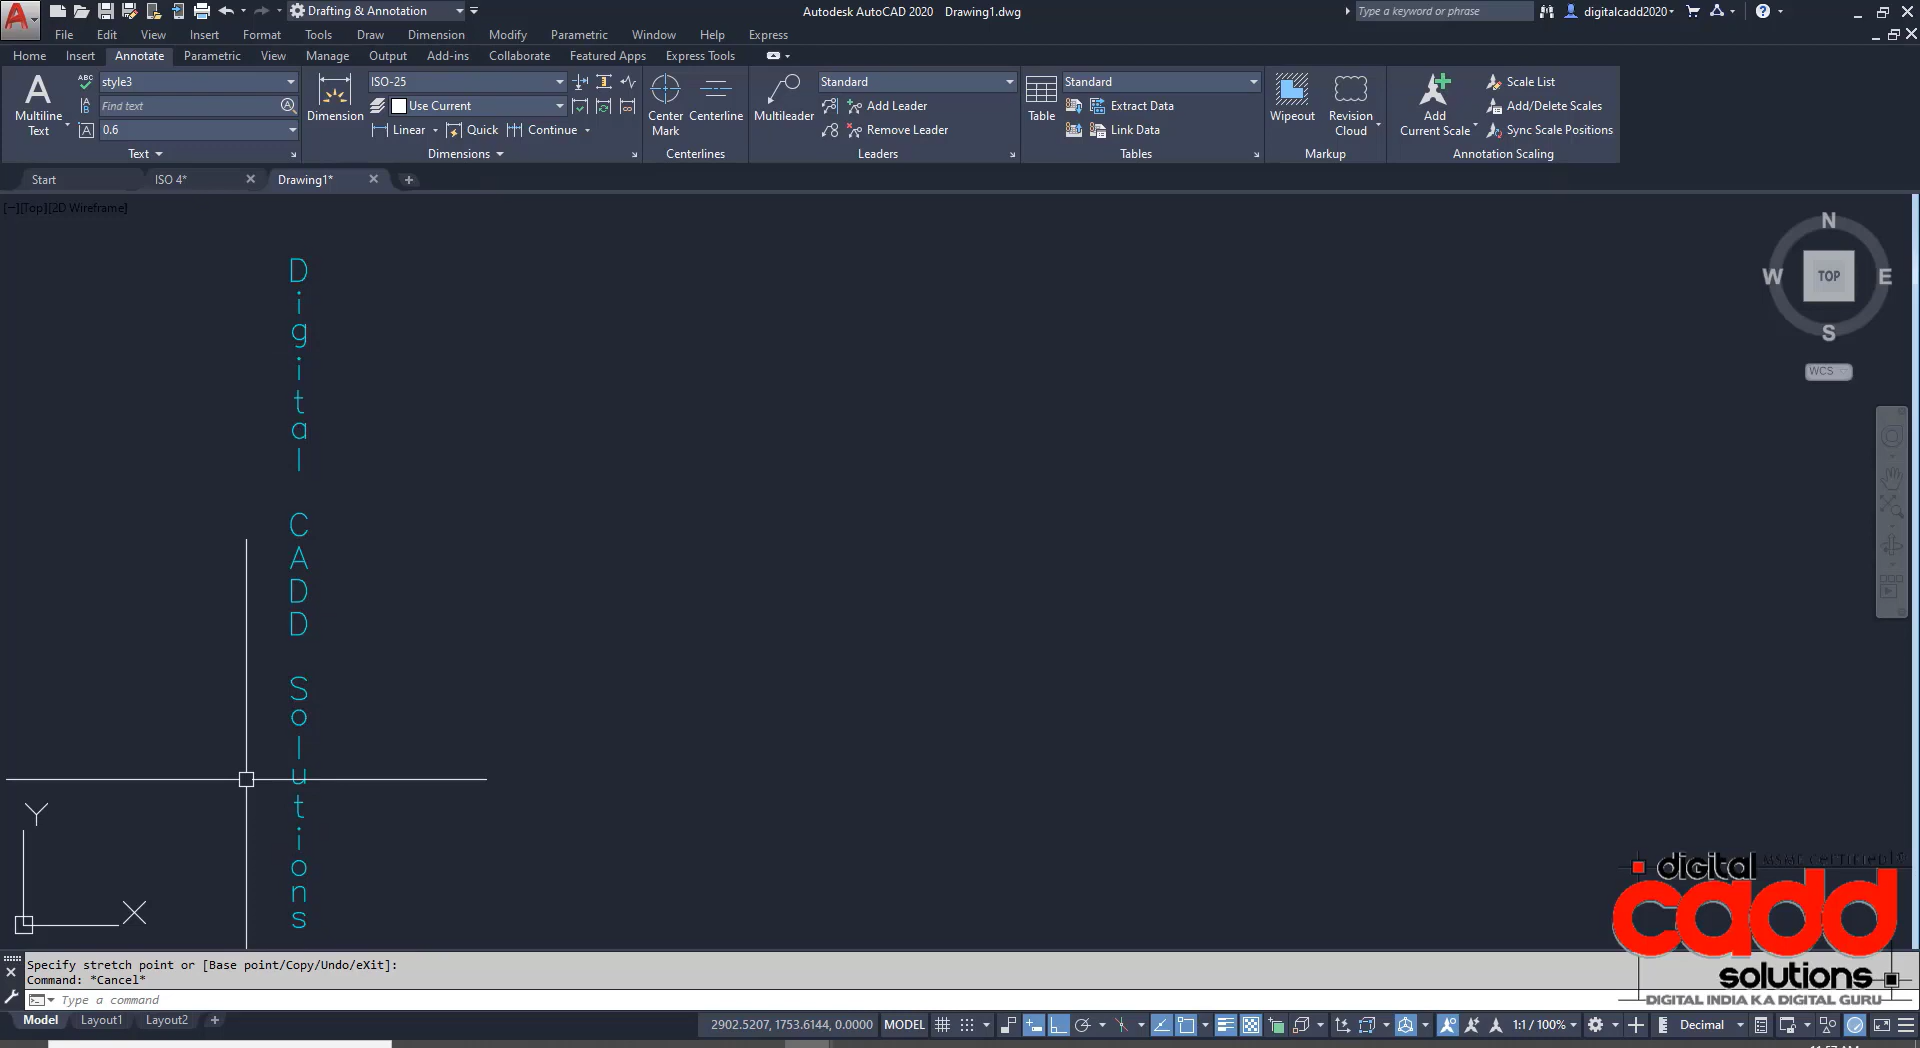 Drafting & Annotation
Autodesk AutoCAD 2020 Drawing1.dwg
Type a keyword or phrase
digitalcadd2020
File Edit View Insert Format Tools Draw Dimension Modify Parametric Window Help Express
Home Insert Annotate Parametric View Manage Output Add-ins Collaborate Featured Apps Express Tools
Multiline Text
ABC
style3
Find text
0.6
Text
Dimension
ISO-25
Use Current
Linear Quick Continue
Dimensions
Center Mark
Centerline
Centerlines
Multileader
Standard
Add Leader
Remove Leader
Leaders
Table
Standard
Extract Data
Link Data
Tables
Wipeout
Revision Cloud
Markup
Add Current Scale
Scale List
Add/Delete Scales
Sync Scale Positions
Annotation Scaling
Start ISO 4* Drawing1*
[−][Top][2D Wireframe]
N
W TOP E
S
WCS
D
i
g
i
t
a
l
C
A
D
D
S
o
l
u
t
i
o
n
s
Y
X
digital
cadd
solutions
DIGITAL INDIA KA DIGITAL GURU
Specify stretch point or [Base point/Copy/Undo/eXit]:
Command: *Cancel*
Type a command
Model Layout1 Layout2
2902.5207, 1753.6144, 0.0000 MODEL 1:1 / 100% Decimal